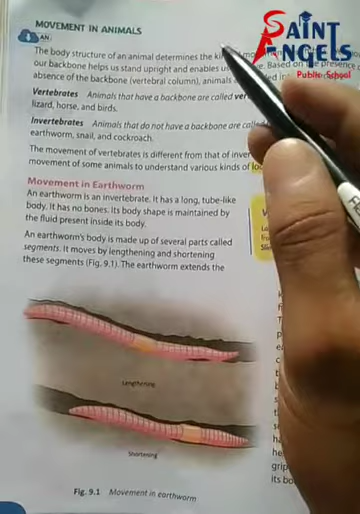 MOVEMENT IN ANIMALS
SAINT
ANGELS
Public School
The body structure of an animal determines the
our backbone helps us stand upright and enables us
Based on the presence
absence of the backbone (vertebral column), animals
Vertebrates Animals that have a backbone are called
lizard, horse, and birds.
Invertebrates Animals that do not have a backbone are called
earthworm, snail, and cockroach.
The movement of vertebrates is different from that of
movement of some animals to understand various kinds of
Movement in Earthworm
An earthworm is an invertebrate. It has a long, tube-like
body. It has no bones. Its body shape is maintained by
the fluid present inside its body.
An earthworm's body is made up of several parts called
segments. It moves by lengthening and shortening
these segments (Fig. 9.1). The earthworm extends the
Lengthening
Shortening
Fig. 9.1 Movement in earthworm